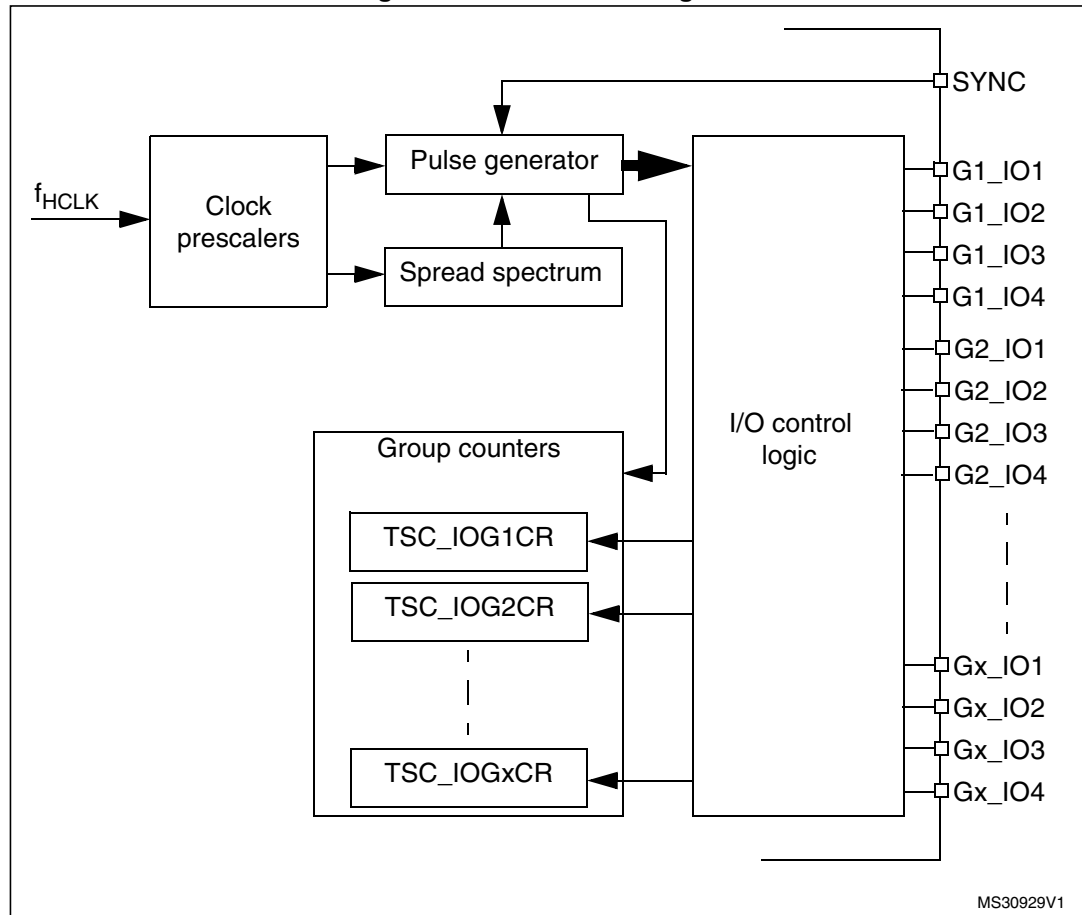 SYNC
Pulse generator
G1_IO1
fHCLK
Clock
prescalers
G1_IO2
G1_IO3
Spread spectrum
G1_IO4
G2_IO1
G2_IO2
I/O control
logic
G2_IO3
Group counters
G2_IO4
TSC_IOG1CR
TSC_IOG2CR
Gx_IO1
Gx_IO2
Gx_IO3
TSC_IOGxCR
Gx_IO4
MS30929V1